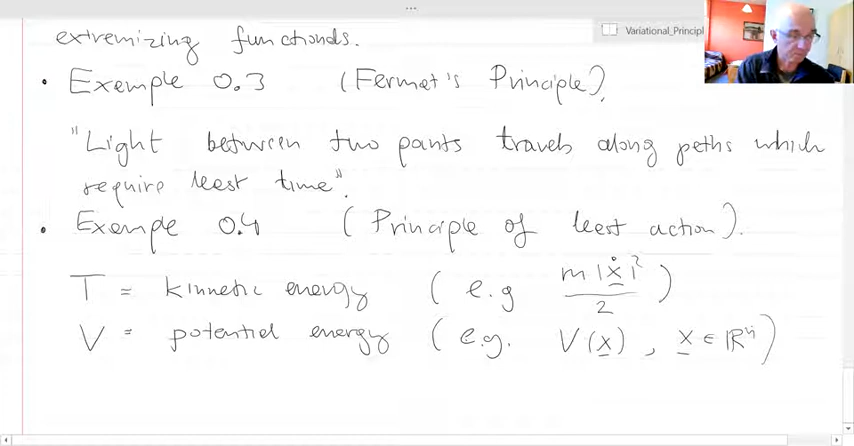 extremizing functionals.
Variational_Principl
• Exemple 0.3 (Fermat's Principle).
"Light between two points travels along paths which
require least time".
• Exemple 0.4 (Principle of least action).
T = kinnetic energy (e.g m|ẋ|²/2)
V = potential energy (e.g. V(x), x ∈ ℝⁿ)